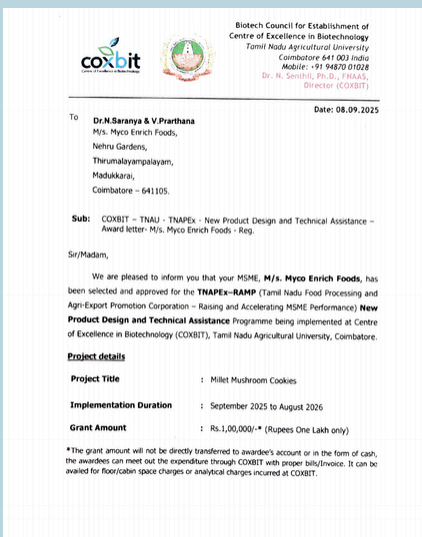 coxbit
Centre of Excellence in Biotechnology
Biotech Council for Establishment of
Centre of Excellence in Biotechnology
Tamil Nadu Agricultural University
Coimbatore 641 003 India
Mobile: +91 94870 01028
Dr. N. Senthil, Ph.D., FNAAS,
Director (COXBIT)
Date: 08.09.2025
To
Dr.N.Saranya & V.Prarthana
M/s. Myco Enrich Foods,
Nehru Gardens,
Thirumalayampalayam,
Madukkarai,
Coimbatore – 641105.
Sub: COXBIT – TNAU - TNAPEx - New Product Design and Technical Assistance –
Award letter- M/s. Myco Enrich Foods - Reg.
Sir/Madam,
We are pleased to inform you that your MSME, M/s. Myco Enrich Foods, has
been selected and approved for the TNAPEx–RAMP (Tamil Nadu Food Processing and
Agri-Export Promotion Corporation – Raising and Accelerating MSME Performance) New
Product Design and Technical Assistance Programme being implemented at Centre
of Excellence in Biotechnology (COXBIT), Tamil Nadu Agricultural University, Coimbatore.
Project details
Project Title : Millet Mushroom Cookies
Implementation Duration : September 2025 to August 2026
Grant Amount : Rs.1,00,000/-* (Rupees One Lakh only)
*The grant amount will not be directly transferred to awardee's account or in the form of cash,
the awardees can meet out the expenditure through COXBIT with proper bills/Invoice. It can be
availed for floor/cabin space charges or analytical charges incurred at COXBIT.